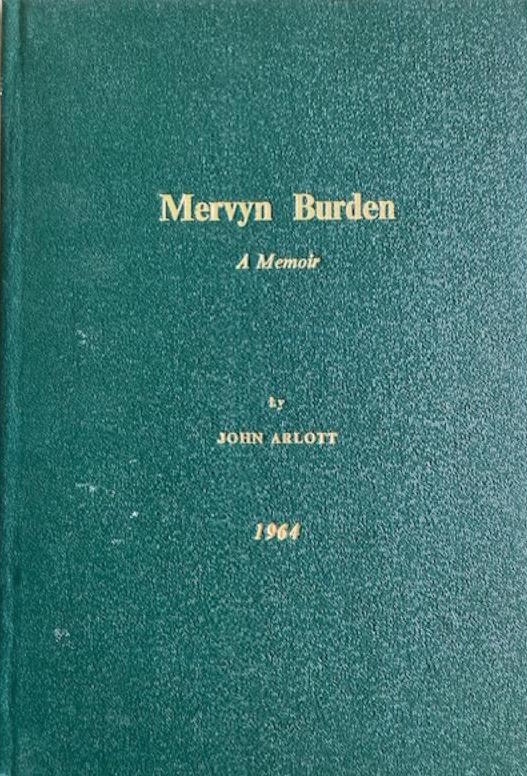 Mervyn Burden
A Memoir
by
JOHN ARLOTT
1964